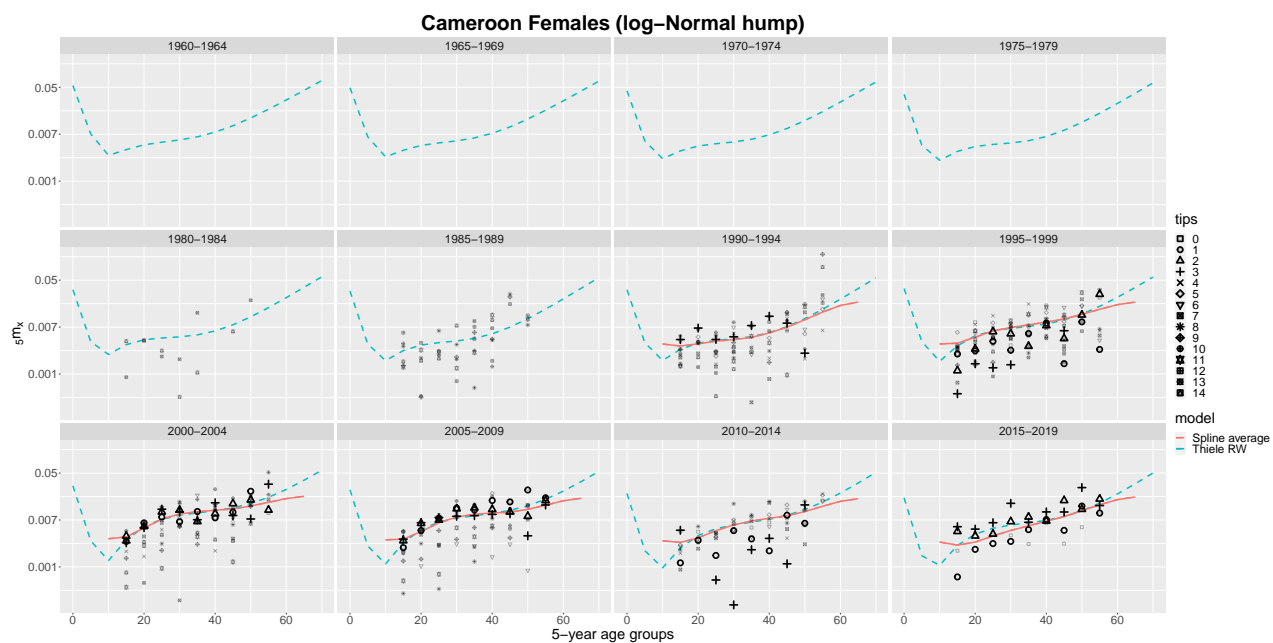 Cameroon Females (log−Normal hump)
1960−1964 1965−1969 1970−1974 1975−1979
0.05
0.007
0.001
1980−1984 1985−1989 1990−1994 1995−1999
0.05
0.007
0.001
2000−2004 2005−2009 2010−2014 2015−2019
0.05
0.007
0.001
0 20 40 60 0 20 40 60 0 20 40 60 0 20 40 60
5−year age groups
5mx
tips
0
1
2
3
4
5
6
7
8
9
10
11
12
13
14
model
Spline average
Thiele RW